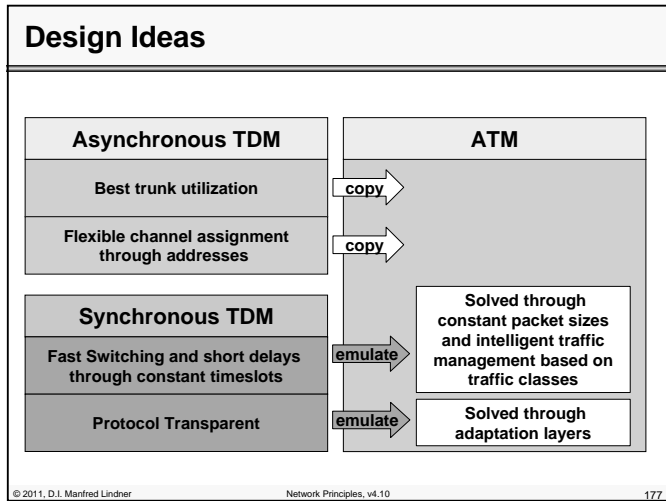 Design Ideas
Asynchronous TDM
Best trunk utilization
Flexible channel assignment
through addresses
copy
copy
ATM
Synchronous TDM
Fast Switching and short delays
through constant timeslots
Protocol Transparent
emulate
emulate
Solved through
constant packet sizes
and intelligent traffic
management based on
traffic classes
Solved through
adaptation layers
© 2011, D.I. Manfred Lindner
Network Principles, v4.10
177